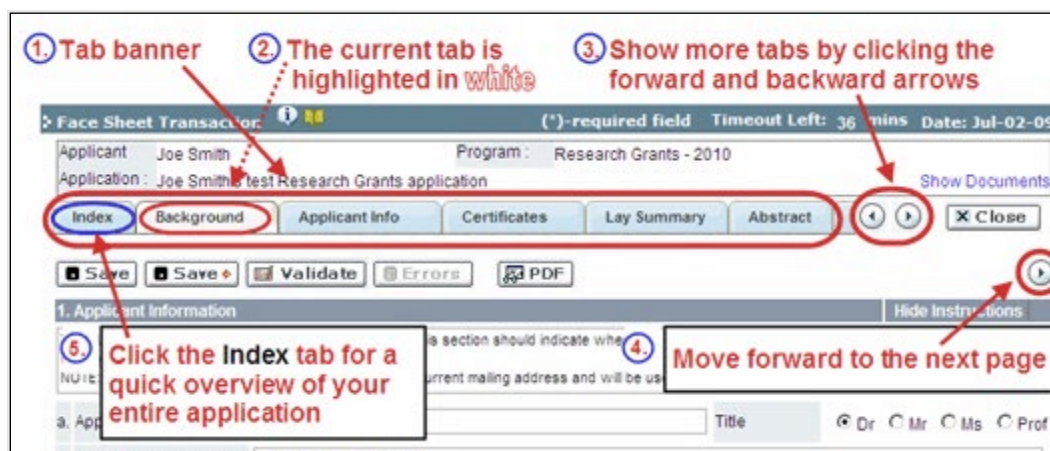 1. Tab banner
2. The current tab is
highlighted in white
3. Show more tabs by clicking the
forward and backward arrows
Face Sheet Transaction
(*)-required field Timeout Left: 36 mins Date: Jul-02-09
Applicant Joe Smith Program : Research Grants - 2010
Application : Joe Smith's test Research Grants application Show Documents
Index Background Applicant Info Certificates Lay Summary Abstract Close
Save Save Validate Errors PDF
1. Applicant Information Hide Instructions
s section should indicate whe
5. Click the Index tab for a
quick overview of your
entire application
4. Move forward to the next page
NOTE rrent mailing address and will be use
a. App Title Dr Mr Ms Prof